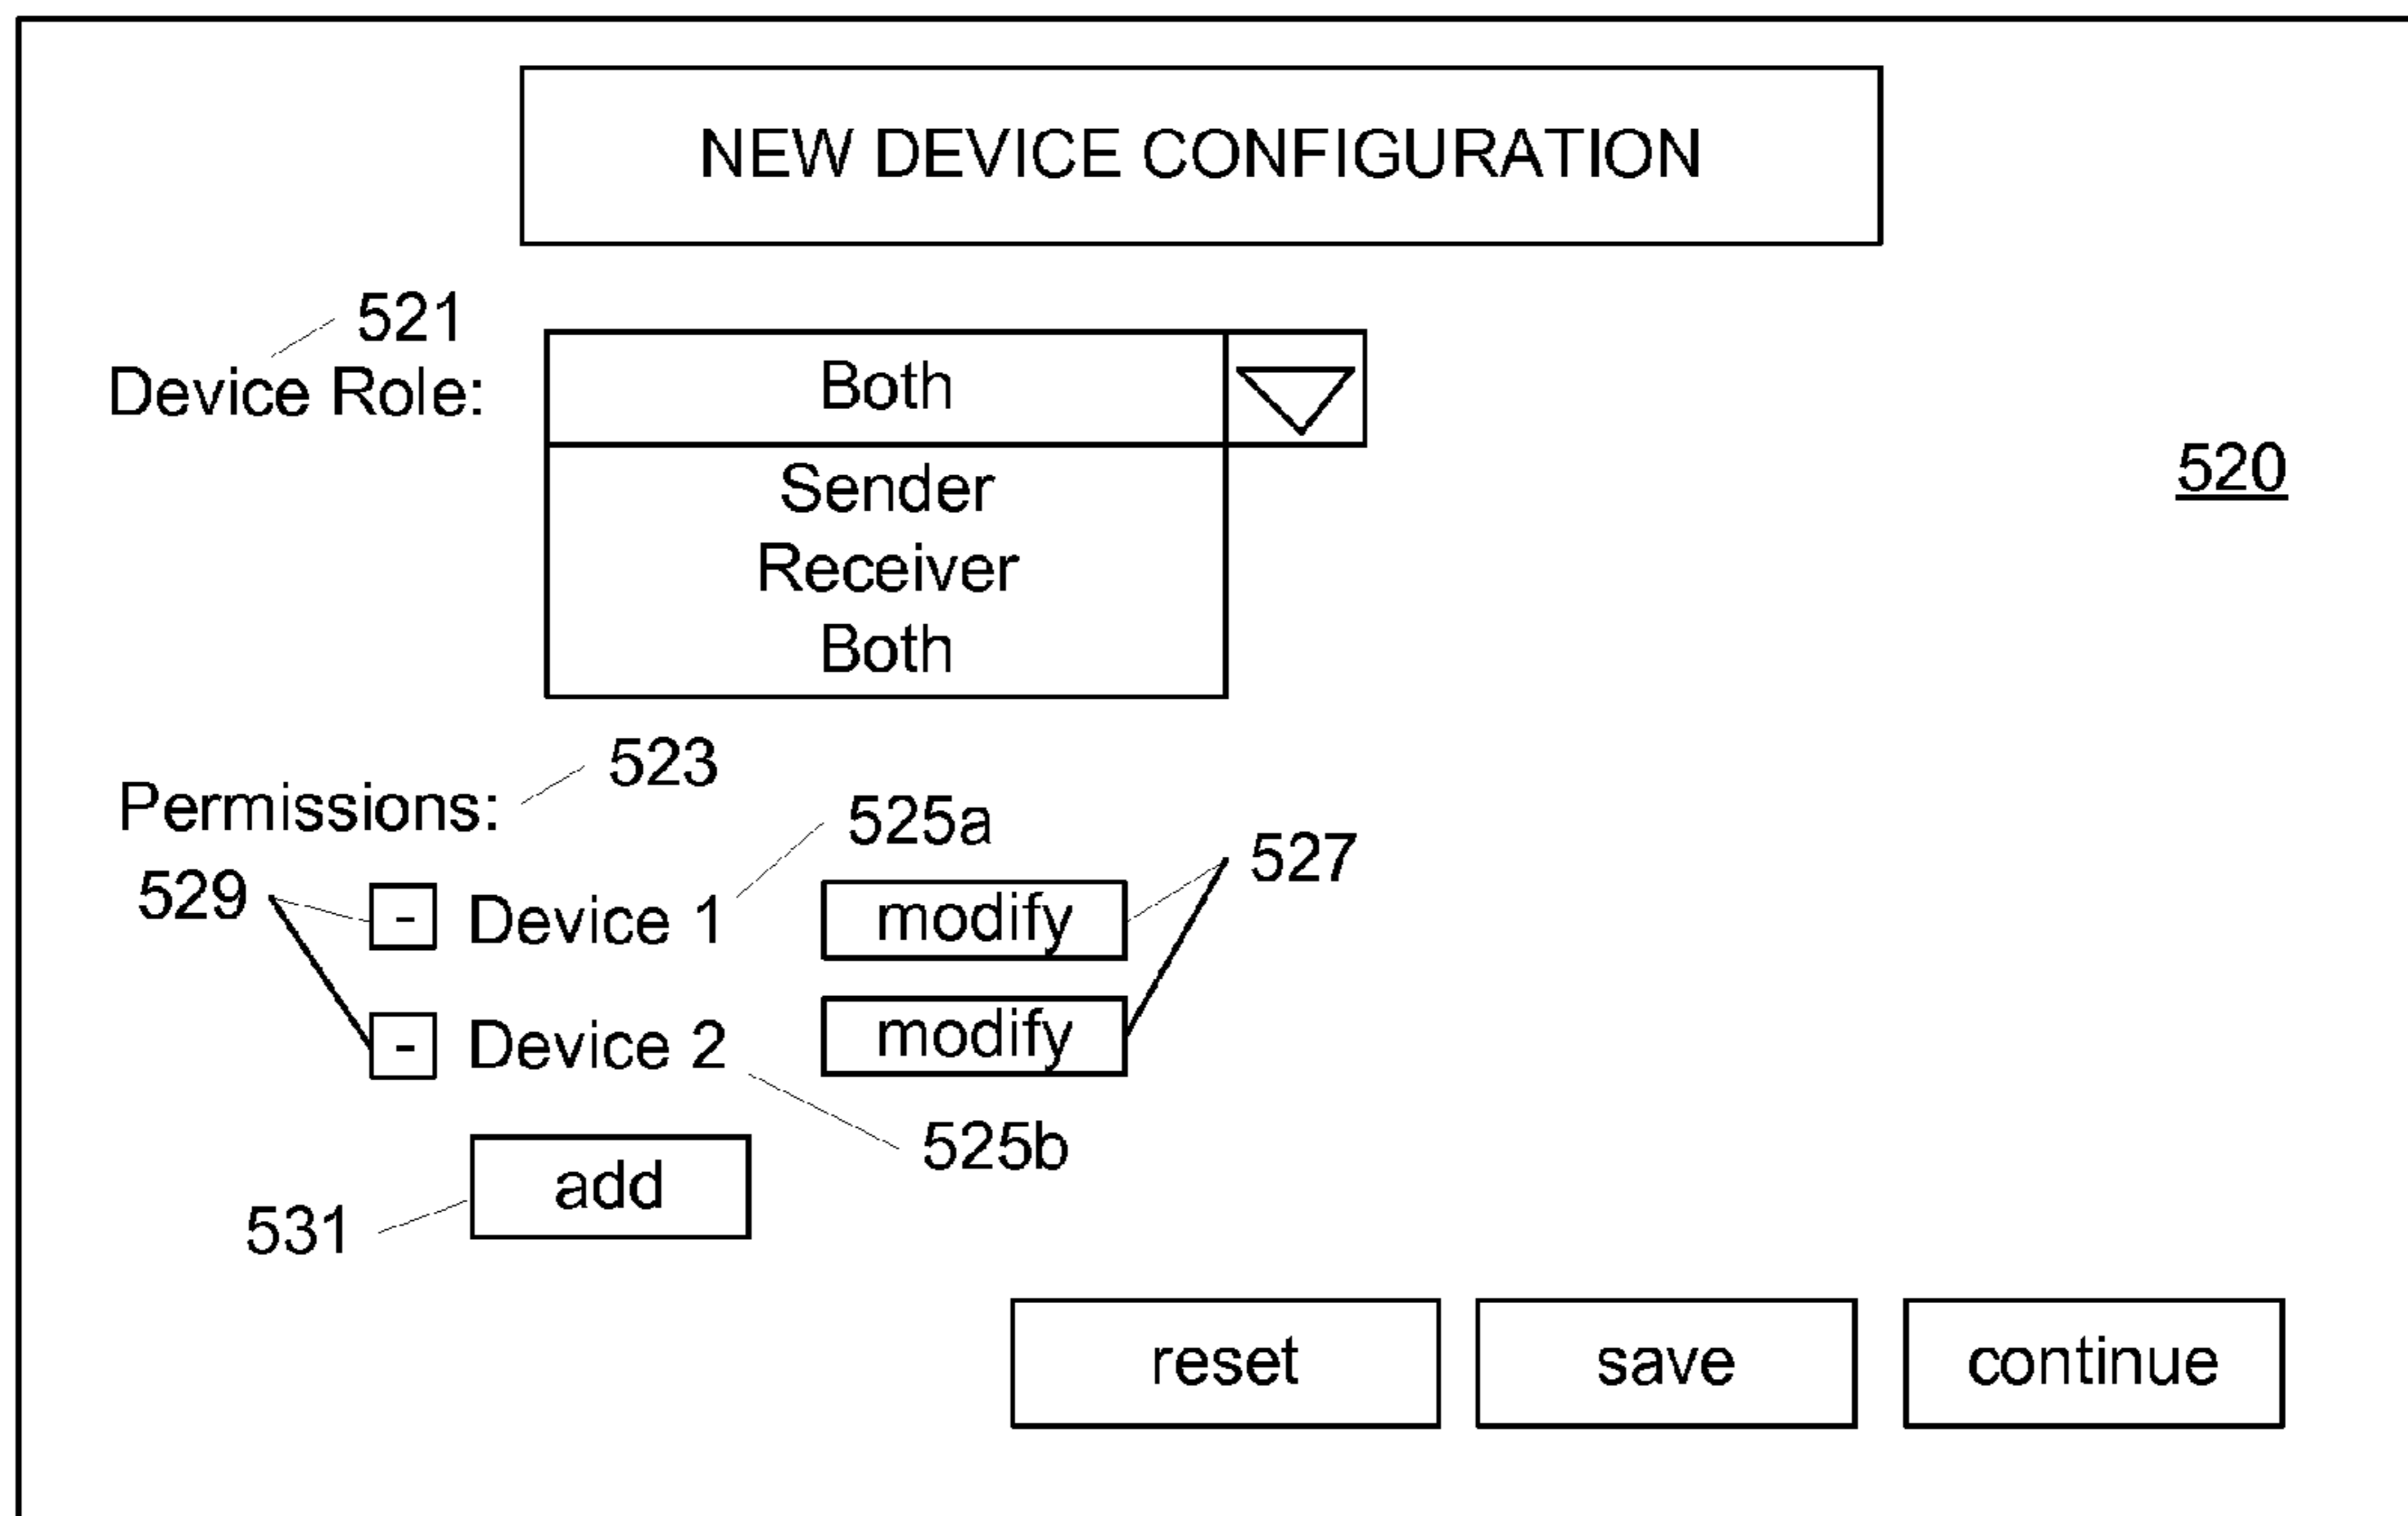 NEW DEVICE CONFIGURATION
521
Device Role:
Both
Sender
Receiver
Both
520
523
Permissions:
525a
527
529
- Device 1 modify
- Device 2 modify
525b
add
531
reset save continue